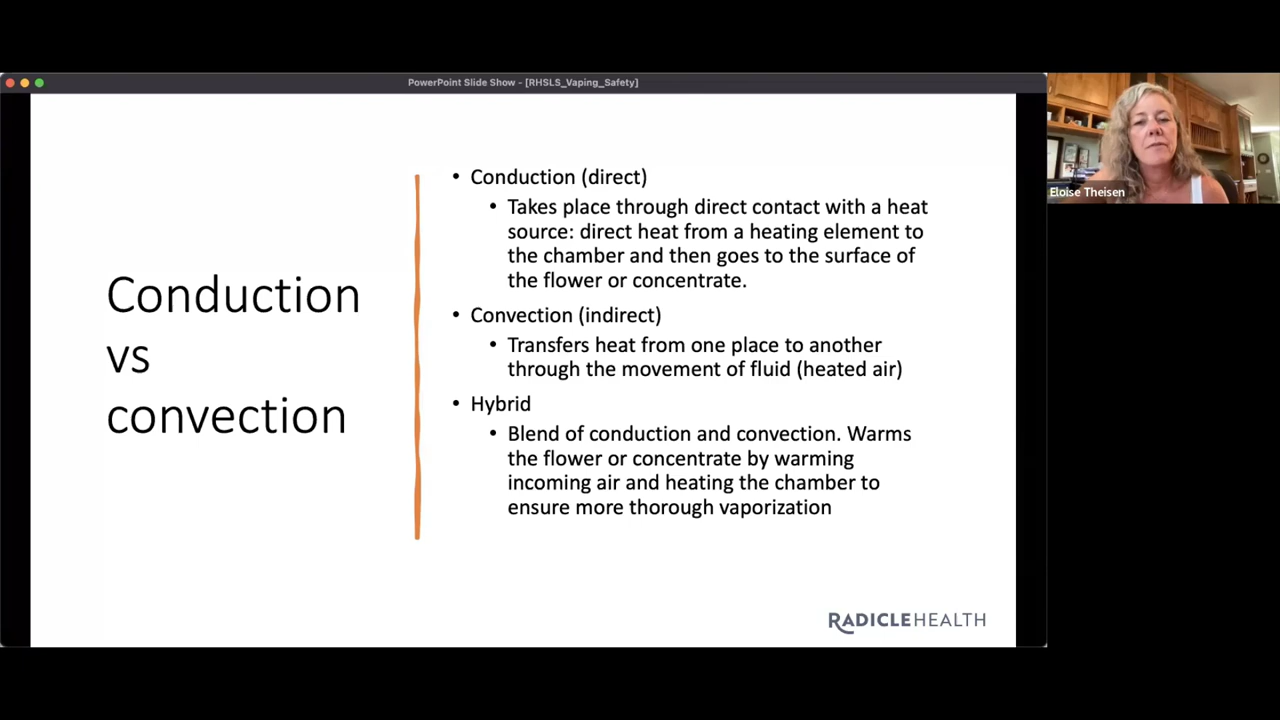 PowerPoint Slide Show - [RHSLS_Vaping_Safety]
Conduction
vs
convection
• Conduction (direct)
• Takes place through direct contact with a heat
source: direct heat from a heating element to
the chamber and then goes to the surface of
the flower or concentrate.
• Convection (indirect)
• Transfers heat from one place to another
through the movement of fluid (heated air)
• Hybrid
• Blend of conduction and convection. Warms
the flower or concentrate by warming
incoming air and heating the chamber to
ensure more thorough vaporization
RADICLEHEALTH
Eloise Theisen